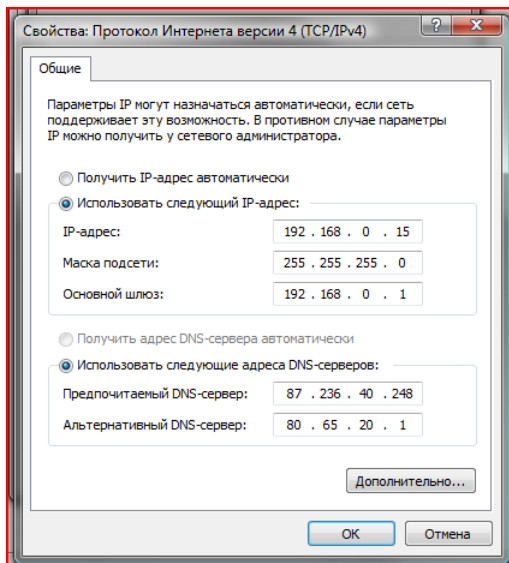 Свойства: Протокол Интернета версии 4 (TCP/IPv4)
Общие
Параметры IP могут назначаться автоматически, если сеть
поддерживает эту возможность. В противном случае параметры
IP можно получить у сетевого администратора.
Получить IP-адрес автоматически
Использовать следующий IP-адрес:
IP-адрес: 192 . 168 . 0 . 15
Маска подсети: 255 . 255 . 255 . 0
Основной шлюз: 192 . 168 . 0 . 1
Получить адрес DNS-сервера автоматически
Использовать следующие адреса DNS-серверов:
Предпочитаемый DNS-сервер: 87 . 236 . 40 . 248
Альтернативный DNS-сервер: 80 . 65 . 20 . 1
Дополнительно...
ОК Отмена